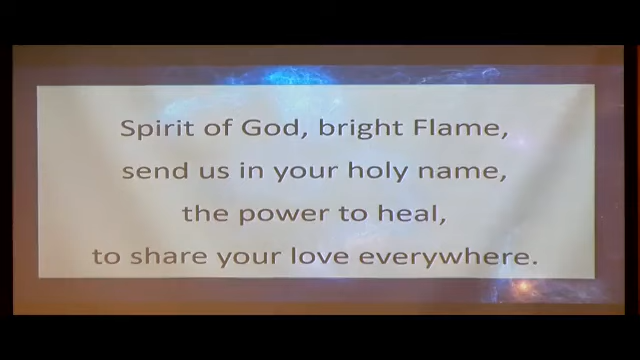 Spirit of God, bright Flame,
send us in your holy name,
the power to heal,
to share your love everywhere.